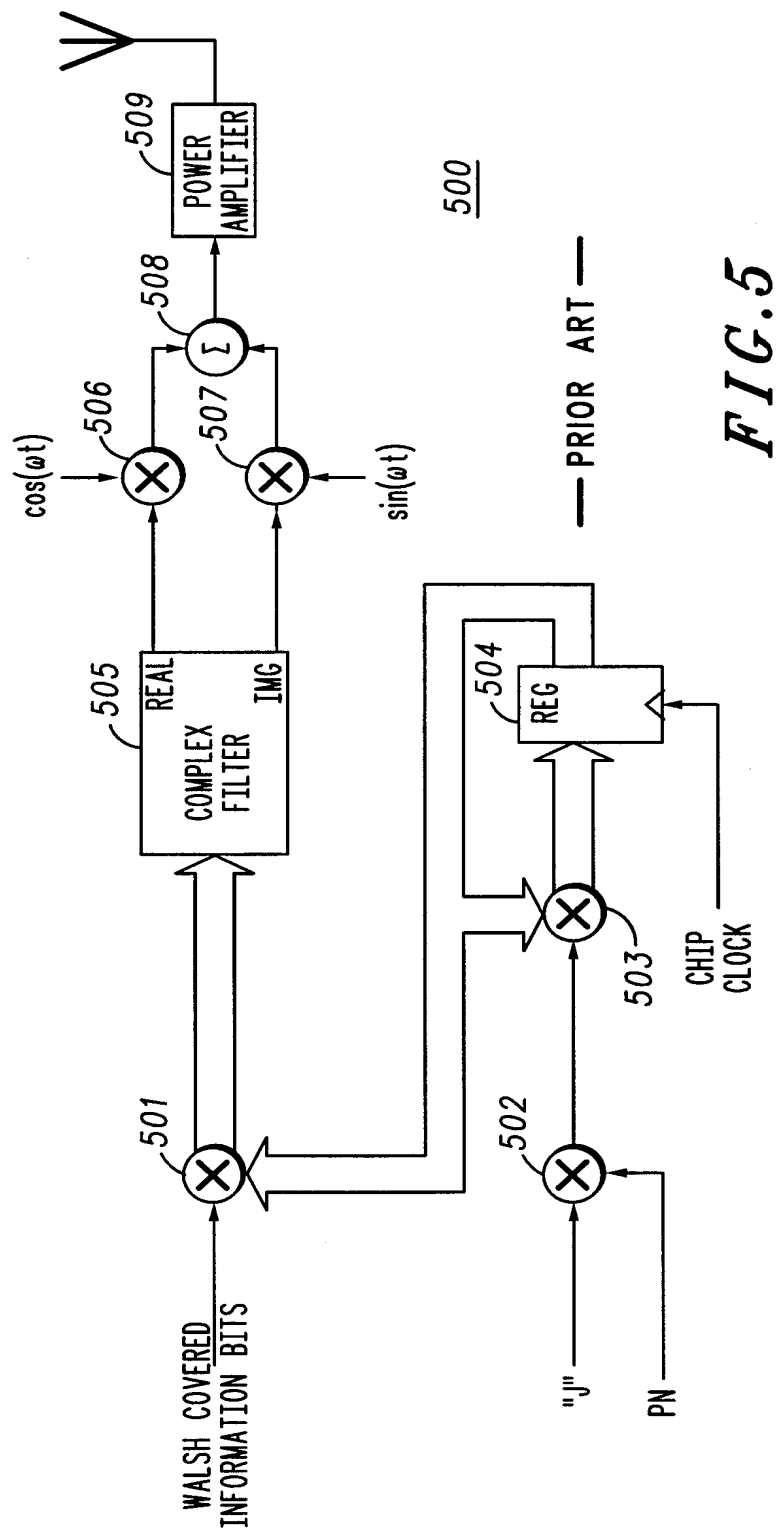 WALSH COVERED
INFORMATION BITS
501
COMPLEX
FILTER
REAL
IMG
505
cos(ωt)
506
507
sin(ωt)
508
Σ
POWER
AMPLIFIER
509
"J"
PN
502
503
REG
504
CHIP
CLOCK
500
— PRIOR ART —
FIG.5